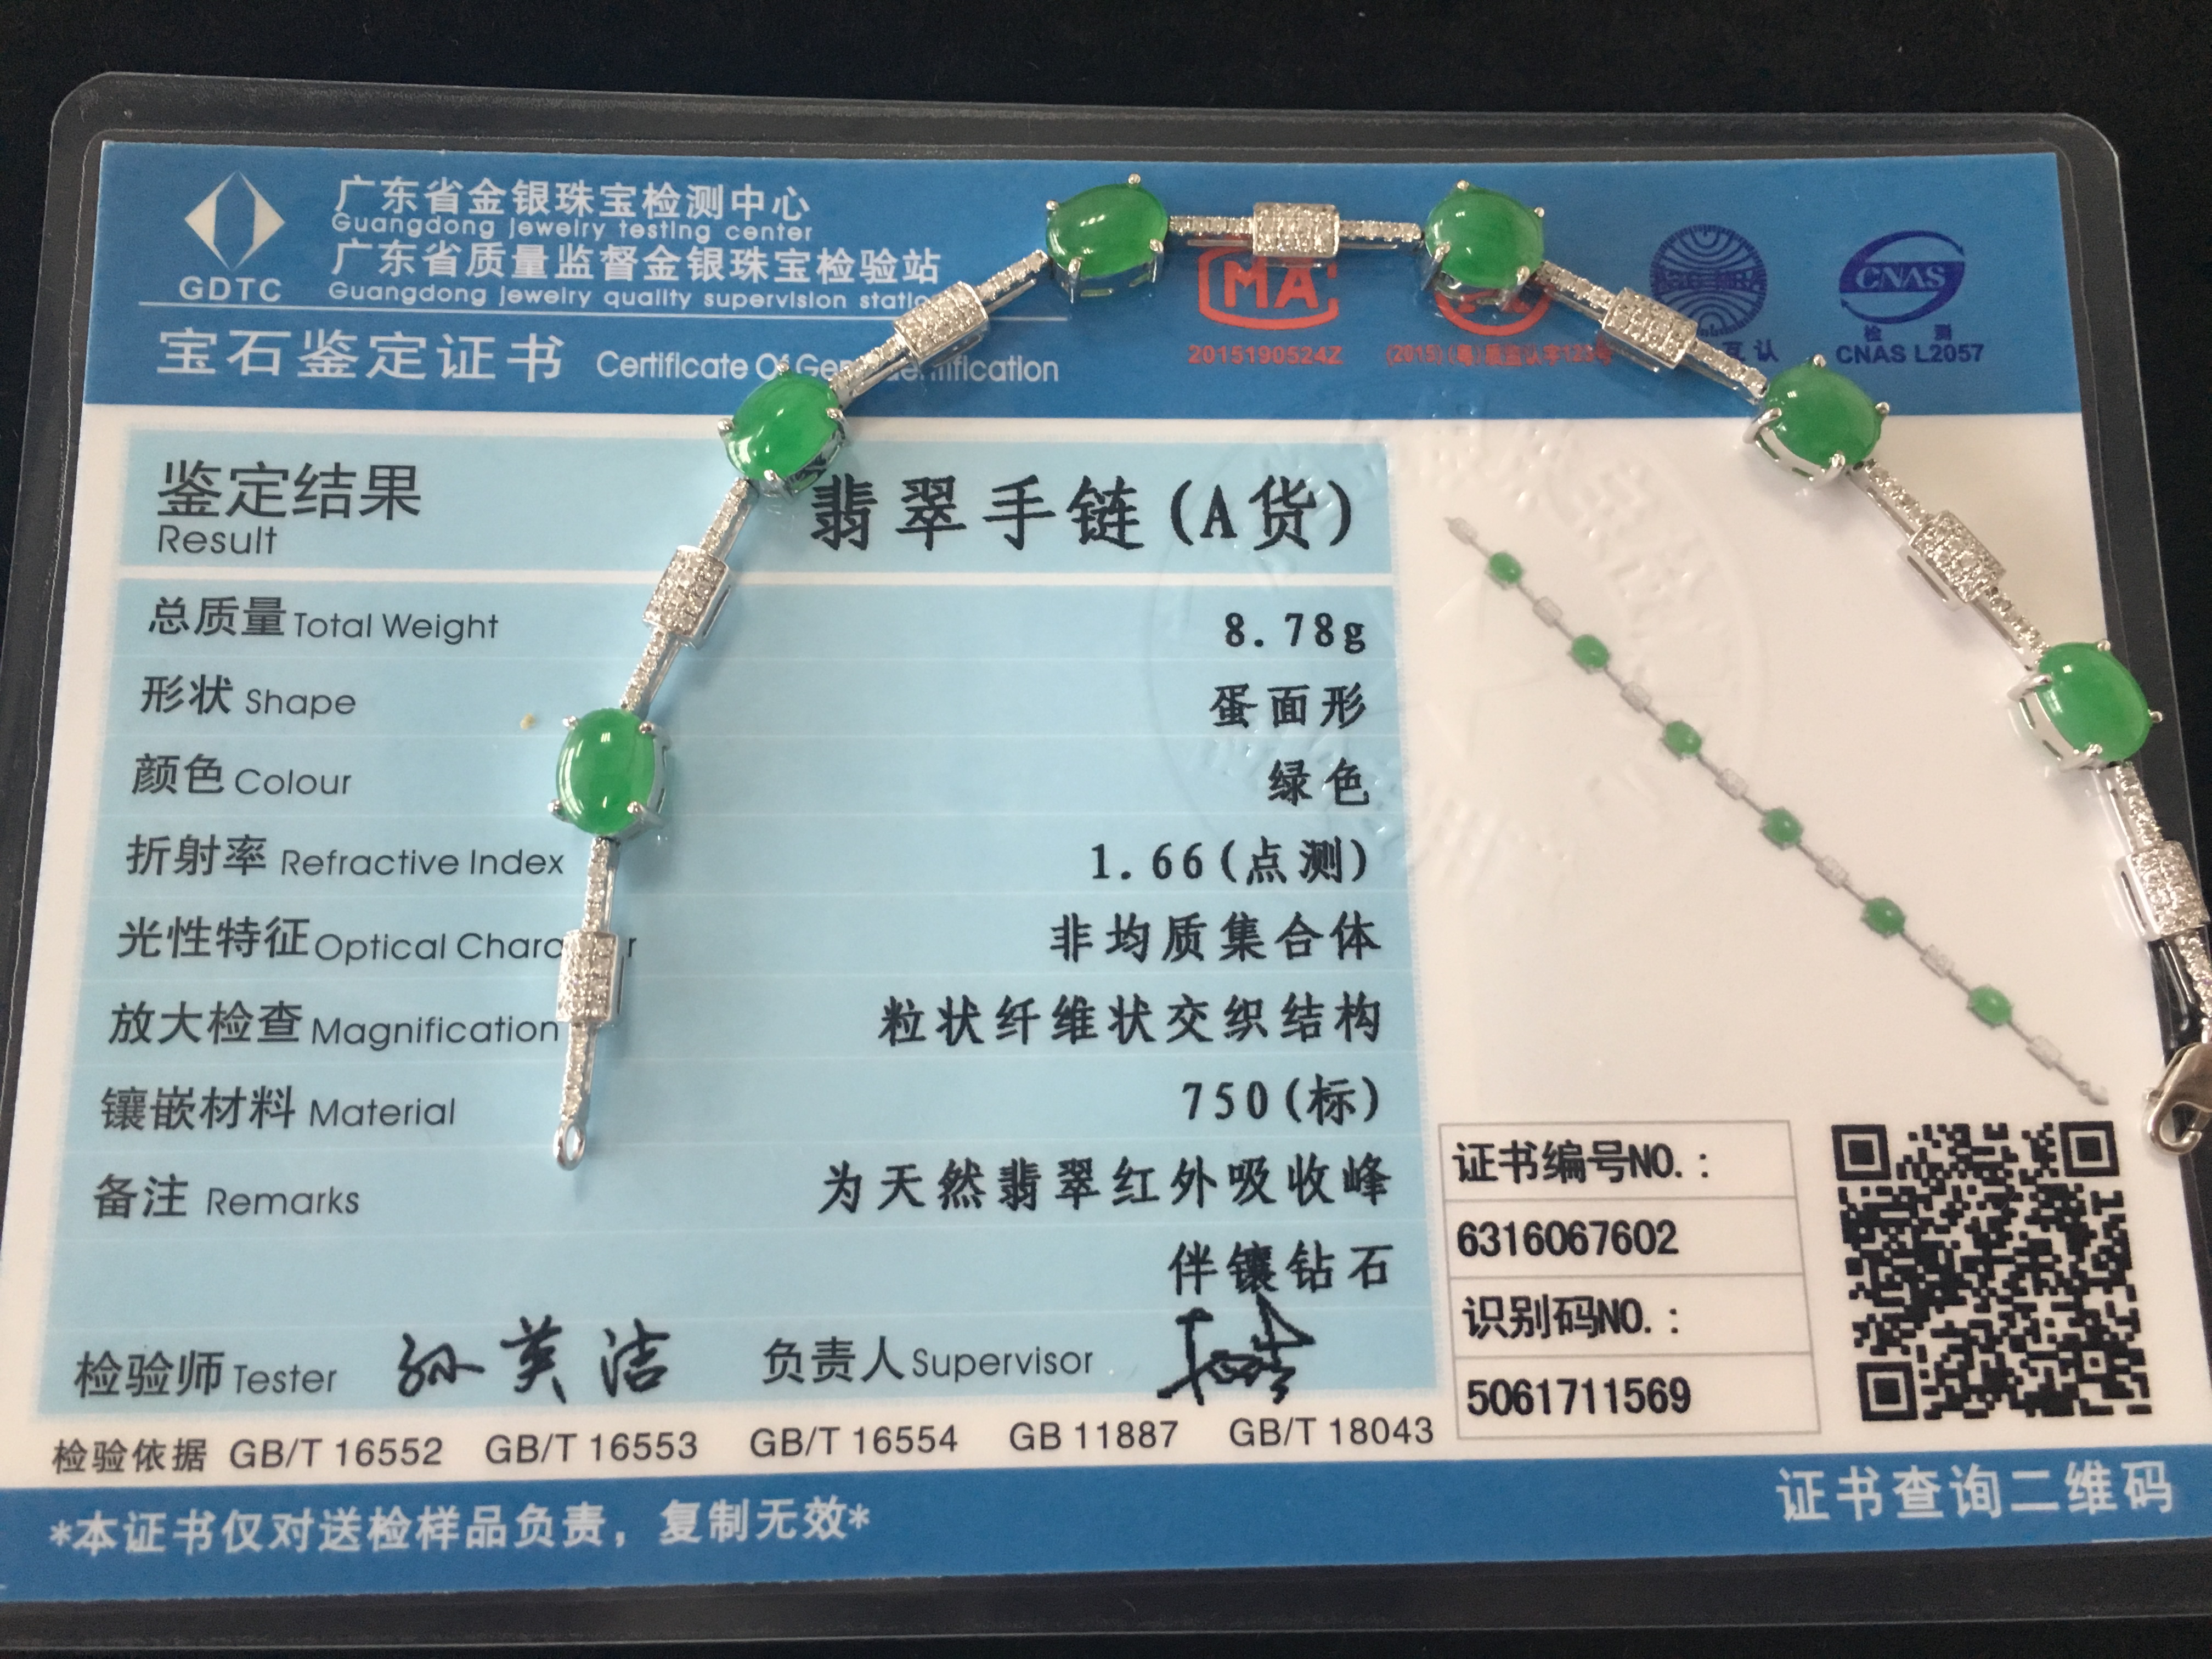 广东省金银珠宝检测中心
Guangdong jewelry testing center
广东省质量监督金银珠宝检验站
Guangdong jewelry quality supervision statio
GDTC
宝石鉴定证书 Certificate Of Ge
ntification
MA
2015190524Z
(2015)(粤)质监认字123号
互认
CNAS
检 测
CNAS L2057
鉴定结果
Result
翡翠手链(A货)
总质量 Total Weight 8.78g
形状 Shape 蛋面形
颜色 Colour 绿色
折射率 Refractive Index 1.66(点测)
光性特征 Optical Charac r 非均质集合体
放大检查 Magnification 粒状纤维状交织结构
镶嵌材料 Material 750(标)
备注 Remarks 为天然翡翠红外吸收峰
伴镶钻石
检验师 Tester 孙英洁 负责人 Supervisor
检验依据 GB/T 16552 GB/T 16553 GB/T 16554 GB 11887 GB/T 18043
证书编号NO.:
6316067602
识别码NO.:
5061711569
*本证书仅对送检样品负责，复制无效*
证书查询二维码